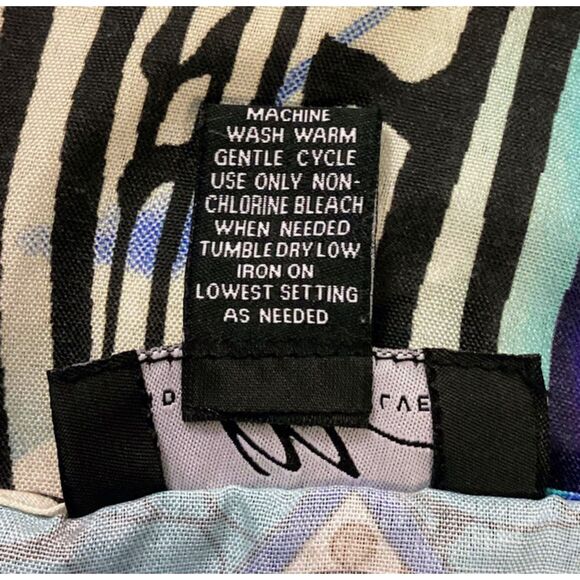 MACHINE
WASH WARM
GENTLE CYCLE
USE ONLY NON-
CHLORINE BLEACH
WHEN NEEDED
TUMBLE DRY LOW
IRON ON
LOWEST SETTING
AS NEEDED